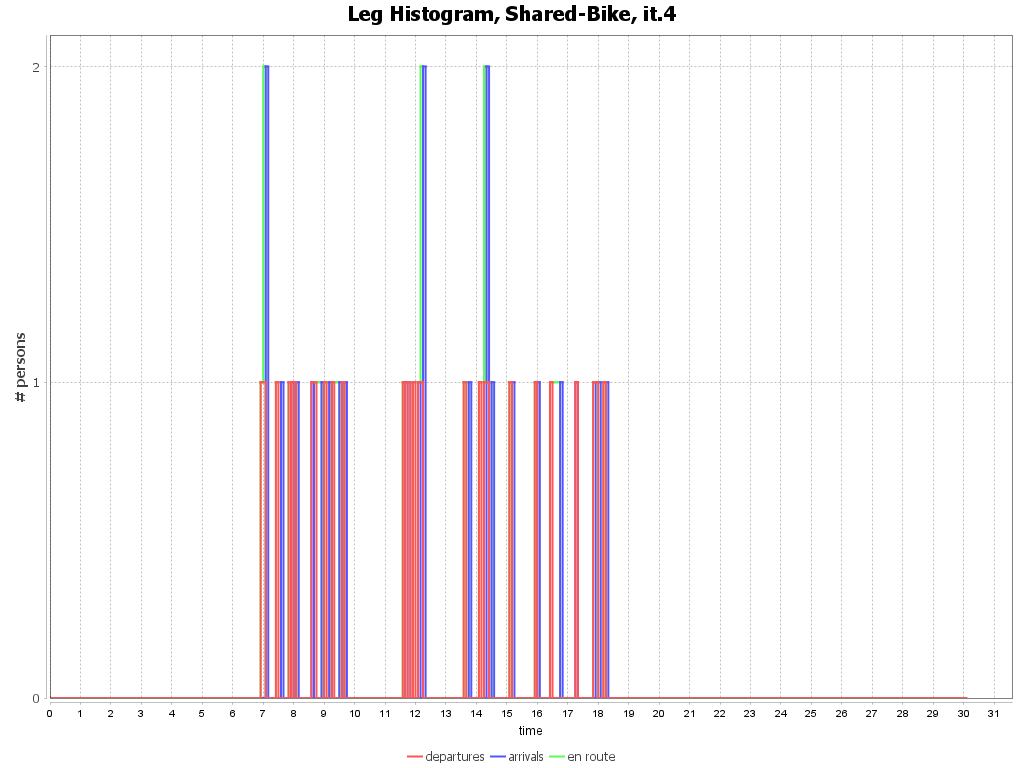 Leg Histogram, Shared-Bike, it.4
# persons
2
1
0
0 1 2 3 4 5 6 7 8 9 10 11 12 13 14 15 16 17 18 19 20 21 22 23 24 25 26 27 28 29 30 31
time
departures arrivals en route